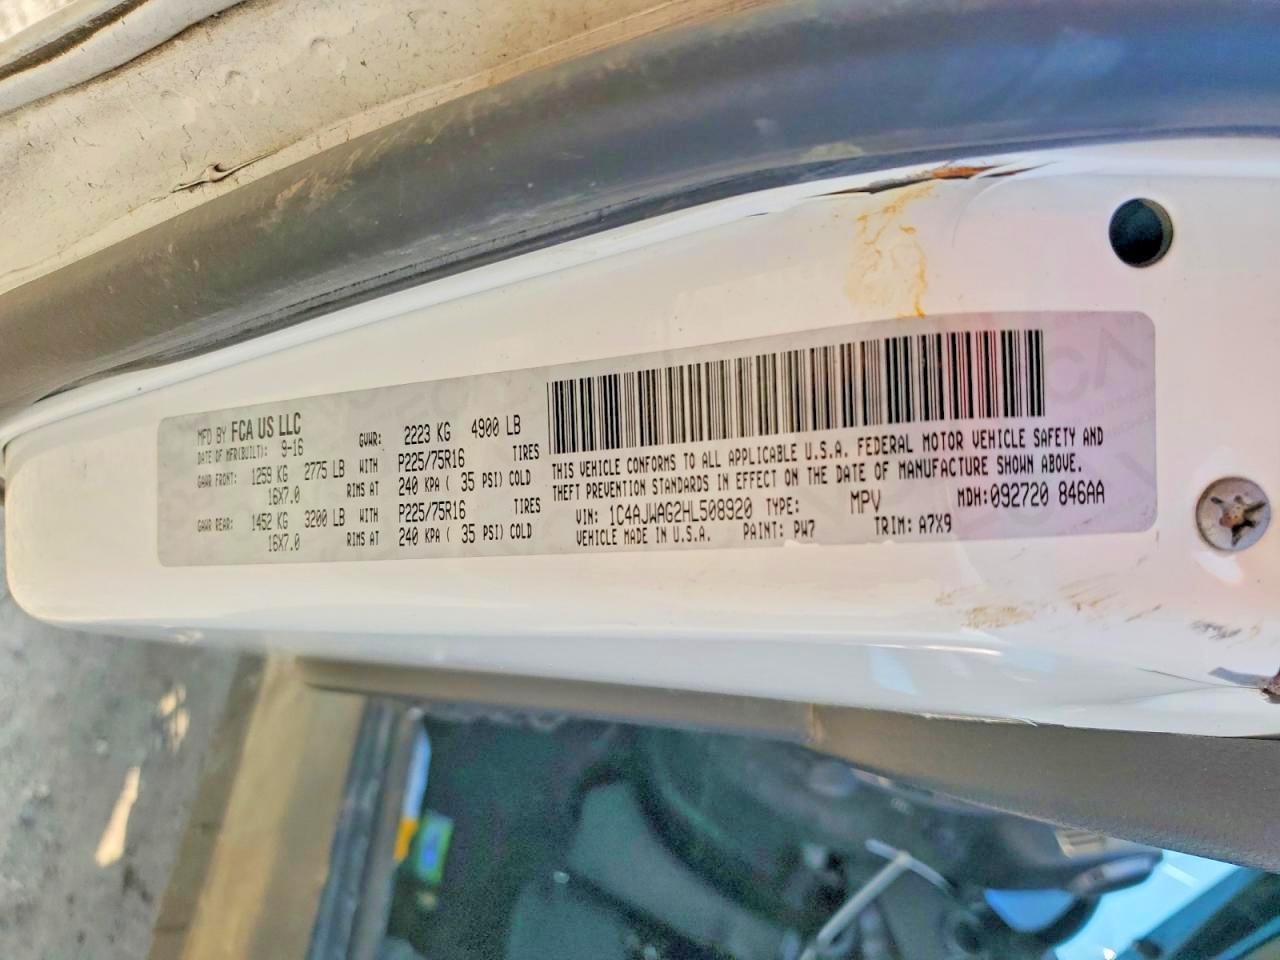 MFD BY FCA US LLC
DATE OF MFR(BUILT): 9-16 GVWR: 2223 KG 4900 LB
GAWR FRONT: 1259 KG 2775 LB WITH P225/75R16 TIRES
16X7.0 RIMS AT 240 KPA ( 35 PSI) COLD
GAWR REAR: 1452 KG 3200 LB WITH P225/75R16 TIRES
16X7.0 RIMS AT 240 KPA ( 35 PSI) COLD
THIS VEHICLE CONFORMS TO ALL APPLICABLE U.S.A. FEDERAL MOTOR VEHICLE SAFETY AND
THEFT PREVENTION STANDARDS IN EFFECT ON THE DATE OF MANUFACTURE SHOWN ABOVE.
VIN: 1C4AJWAG2HL508920 TYPE: MPV MDH:092720 846AA
VEHICLE MADE IN U.S.A. PAINT: PW7 TRIM: A7X9